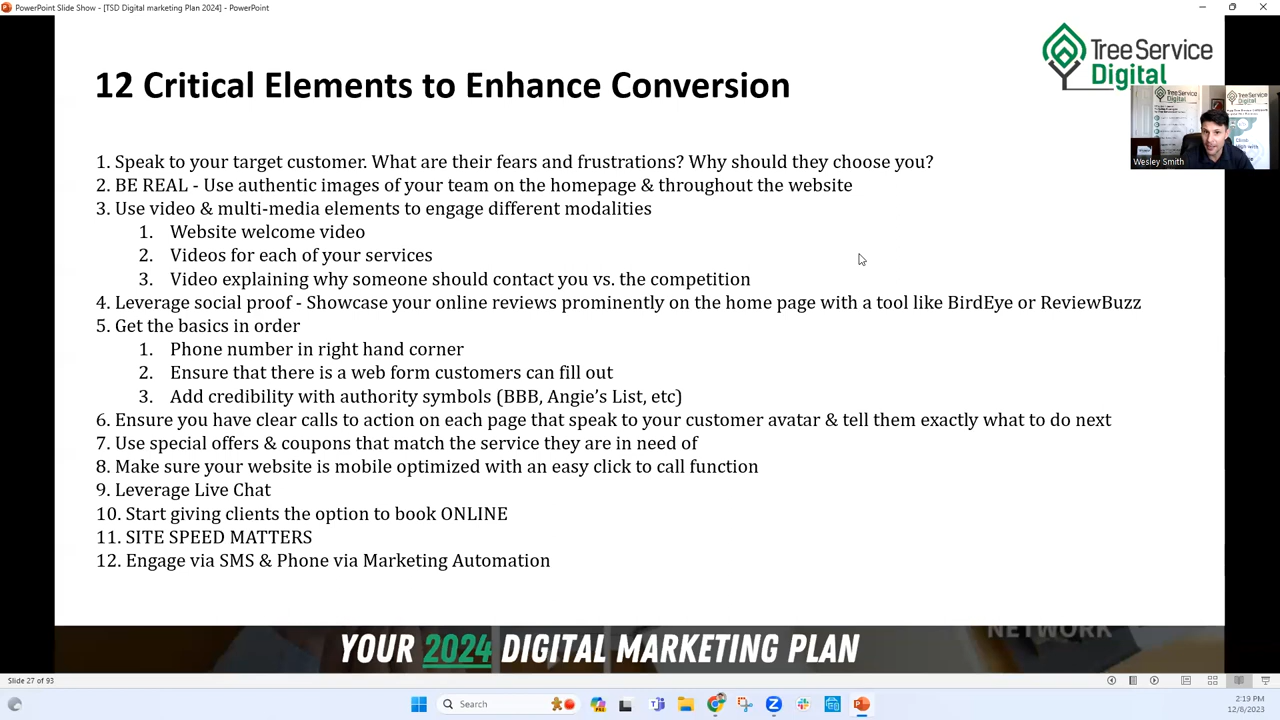 PowerPoint Slide Show - [TSD Digital marketing Plan 2024] - PowerPoint
Tree Service
Digital
12 Critical Elements to Enhance Conversion
Tree Service
Digital
Wesley Smith
1. Speak to your target customer. What are their fears and frustrations? Why should they choose you?
2. BE REAL - Use authentic images of your team on the homepage & throughout the website
3. Use video & multi-media elements to engage different modalities
1. Website welcome video
2. Videos for each of your services
3. Video explaining why someone should contact you vs. the competition
4. Leverage social proof - Showcase your online reviews prominently on the home page with a tool like BirdEye or ReviewBuzz
5. Get the basics in order
1. Phone number in right hand corner
2. Ensure that there is a web form customers can fill out
3. Add credibility with authority symbols (BBB, Angie's List, etc)
6. Ensure you have clear calls to action on each page that speak to your customer avatar & tell them exactly what to do next
7. Use special offers & coupons that match the service they are in need of
8. Make sure your website is mobile optimized with an easy click to call function
9. Leverage Live Chat
10. Start giving clients the option to book ONLINE
11. SITE SPEED MATTERS
12. Engage via SMS & Phone via Marketing Automation
NETWORK
YOUR 2024 DIGITAL MARKETING PLAN
Slide 27 of 93
Search
2:19 PM
12/8/2023